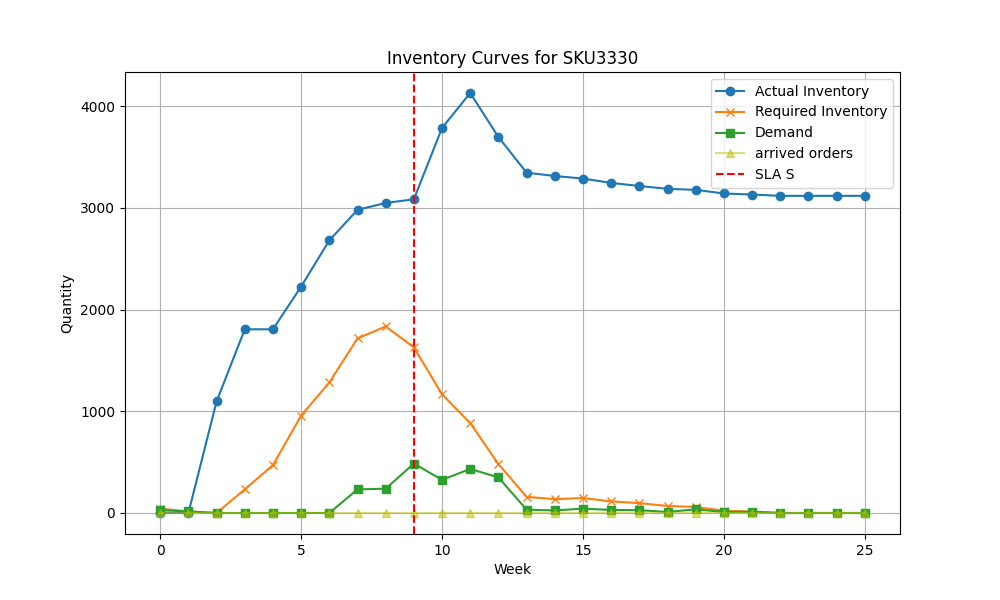 Inventory Curves for SKU3330
Actual Inventory
Required Inventory
Demand
arrived orders
SLA S
4000
3000
2000
1000
0
Quantity
0 5 10 15 20 25
Week